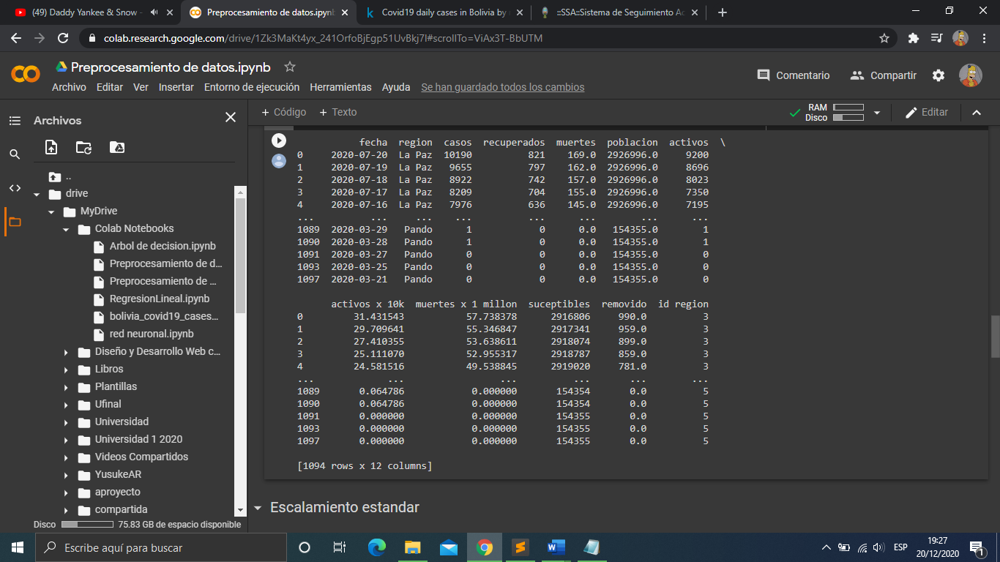 (49) Daddy Yankee & Snow -
Preprocesamiento de datos.ipynb
Covid19 daily cases in Bolivia by
::SSA::Sistema de Seguimiento Ac
colab.research.google.com/drive/1Zk3MaKt4yx_241OrfoBjEgp51UvBkj7l#scrollTo=ViAx3T-BbUTM
Preprocesamiento de datos.ipynb
Archivo Editar Ver Insertar Entorno de ejecución Herramientas Ayuda Se han guardado todos los cambios
Comentario Compartir
Archivos
+ Código + Texto
RAM
Disco
Editar
..
drive
MyDrive
Colab Notebooks
Arbol de decision.ipynb
Preprocesamiento de d...
Preprocesamiento de ...
RegresionLineal.ipynb
bolivia_covid19_cases...
red neuronal.ipynb
Diseño y Desarrollo Web c...
Libros
Plantillas
Ufinal
Universidad
Universidad 1 2020
Videos Compartidos
YusukeAR
aproyecto
compartida
Disco 75.83 GB de espacio disponible
fecha region casos recuperados muertes poblacion activos \
0 2020-07-20 La Paz 10190 821 169.0 2926996.0 9200
1 2020-07-19 La Paz 9655 797 162.0 2926996.0 8696
2 2020-07-18 La Paz 8922 742 157.0 2926996.0 8023
3 2020-07-17 La Paz 8209 704 155.0 2926996.0 7350
4 2020-07-16 La Paz 7976 636 145.0 2926996.0 7195
... ... ... ... ... ... ... ...
1089 2020-03-29 Pando 1 0 0.0 154355.0 1
1090 2020-03-28 Pando 1 0 0.0 154355.0 1
1091 2020-03-27 Pando 0 0 0.0 154355.0 0
1093 2020-03-25 Pando 0 0 0.0 154355.0 0
1097 2020-03-21 Pando 0 0 0.0 154355.0 0
activos x 10k muertes x 1 millon suceptibles removido id region
0 31.431543 57.738378 2916806 990.0 3
1 29.709641 55.346847 2917341 959.0 3
2 27.410355 53.638611 2918074 899.0 3
3 25.111070 52.955317 2918787 859.0 3
4 24.581516 49.538845 2919020 781.0 3
... ... ... ... ... ...
1089 0.064786 0.000000 154354 0.0 5
1090 0.064786 0.000000 154354 0.0 5
1091 0.000000 0.000000 154355 0.0 5
1093 0.000000 0.000000 154355 0.0 5
1097 0.000000 0.000000 154355 0.0 5
[1094 rows x 12 columns]
Escalamiento estandar
Escribe aquí para buscar
ESP
19:27
20/12/2020
1